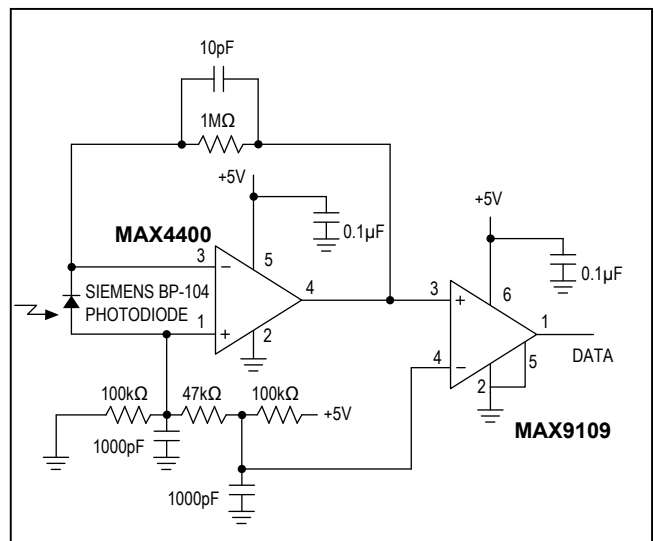 10pF
1MΩ
+5V
+5V
MAX4400
0.1µF
0.1µF
3
−
5
SIEMENS BP-104
PHOTODIODE
4
3
+
6
1
+
2
1
DATA
4
−
5
2
100kΩ
47kΩ
100kΩ
+5V
1000pF
MAX9109
1000pF